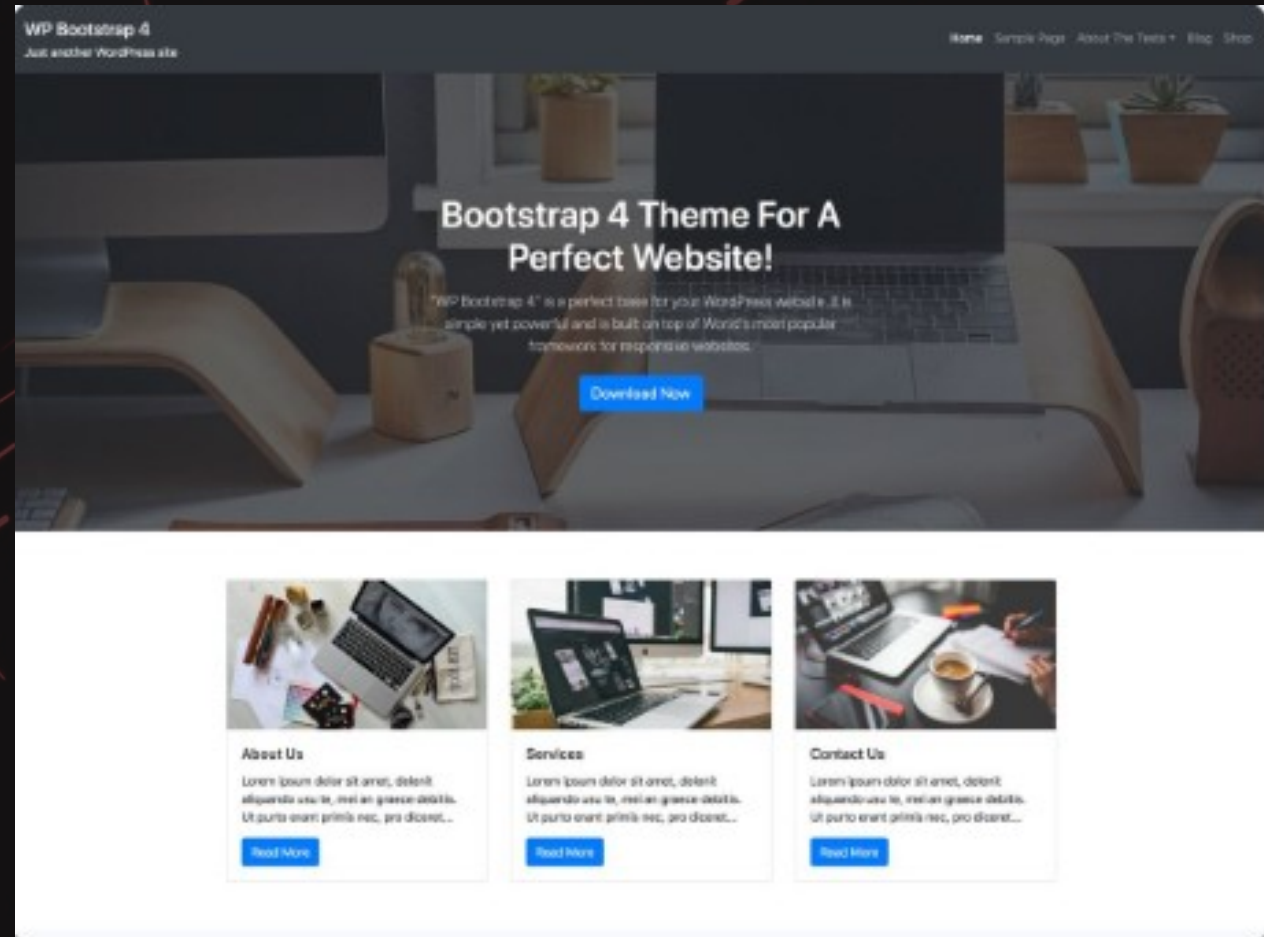 WP Bootstrap 4
Just another WordPress site
Home Sample Page About The Tests Blog Shop
Bootstrap 4 Theme For A
Perfect Website!
"WP Bootstrap 4" is a perfect base for your WordPress website. It is
simple yet powerful and is built on top of World's most popular
framework for responsive websites.
Download Now
About Us
Lorem ipsum dolor sit amet, delenit
aliquando usu te, mei an graece debitis.
Ut purto erant primis nec, pro diceret...
Read More
Services
Lorem ipsum dolor sit amet, delenit
aliquando usu te, mei an graece debitis.
Ut purto erant primis nec, pro diceret...
Read More
Contact Us
Lorem ipsum dolor sit amet, delenit
aliquando usu te, mei an graece debitis.
Ut purto erant primis nec, pro diceret...
Read More